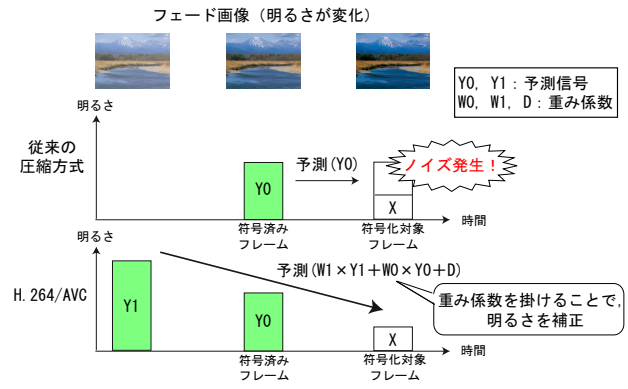 フェード画像（明るさが変化）
Y0, Y1：予測信号
W0, W1, D：重み係数
明るさ
従来の
圧縮方式
予測(Y0)
ノイズ発生！
Y0
X
時間
符号済み
フレーム
符号化対象
フレーム
明るさ
予測(W1×Y1+W0×Y0+D)
H.264/AVC
重み係数を掛けることで,
明るさを補正
Y1
Y0
X
時間
符号済み
フレーム
符号化対象
フレーム